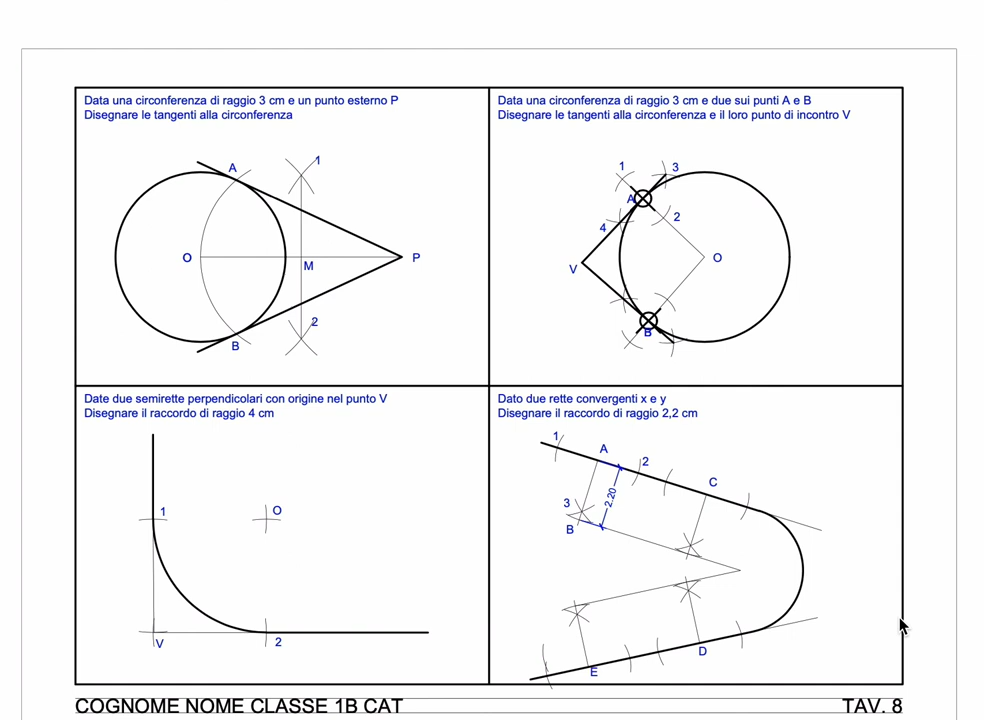 Data una circonferenza di raggio 3 cm e un punto esterno P
Disegnare le tangenti alla circonferenza
A
1
O
M
P
2
B
Data una circonferenza di raggio 3 cm e due sui punti A e B
Disegnare le tangenti alla circonferenza e il loro punto di incontro V
1
3
A
2
4
V
O
B
Date due semirette perpendicolari con origine nel punto V
Disegnare il raccordo di raggio 4 cm
1
O
V
2
Dato due rette convergenti x e y
Disegnare il raccordo di raggio 2,2 cm
1
A
2
C
3
2.20
B
D
E
COGNOME NOME CLASSE 1B CAT
TAV. 8